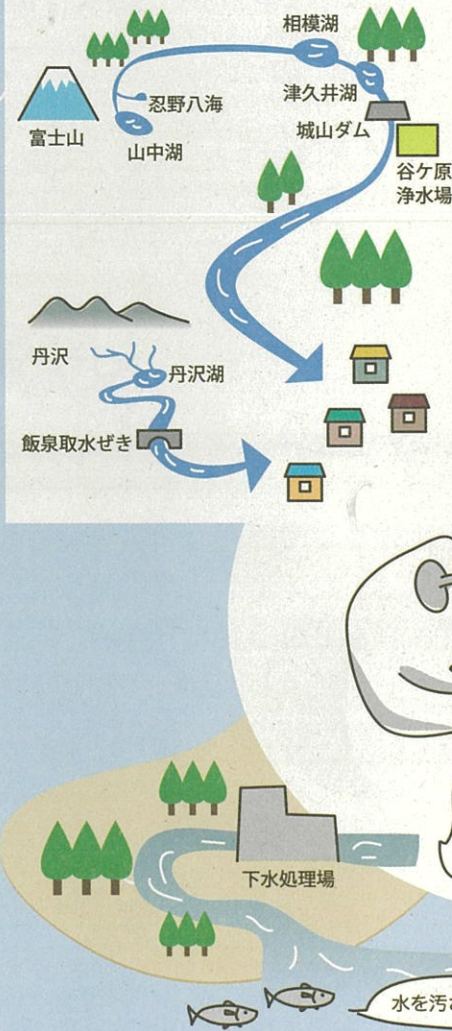 相模湖
津久井湖
忍野八海
城山ダム
富士山
山中湖
谷ケ原
浄水場
丹沢
丹沢湖
飯泉取水ぜき
下水処理場
水を汚